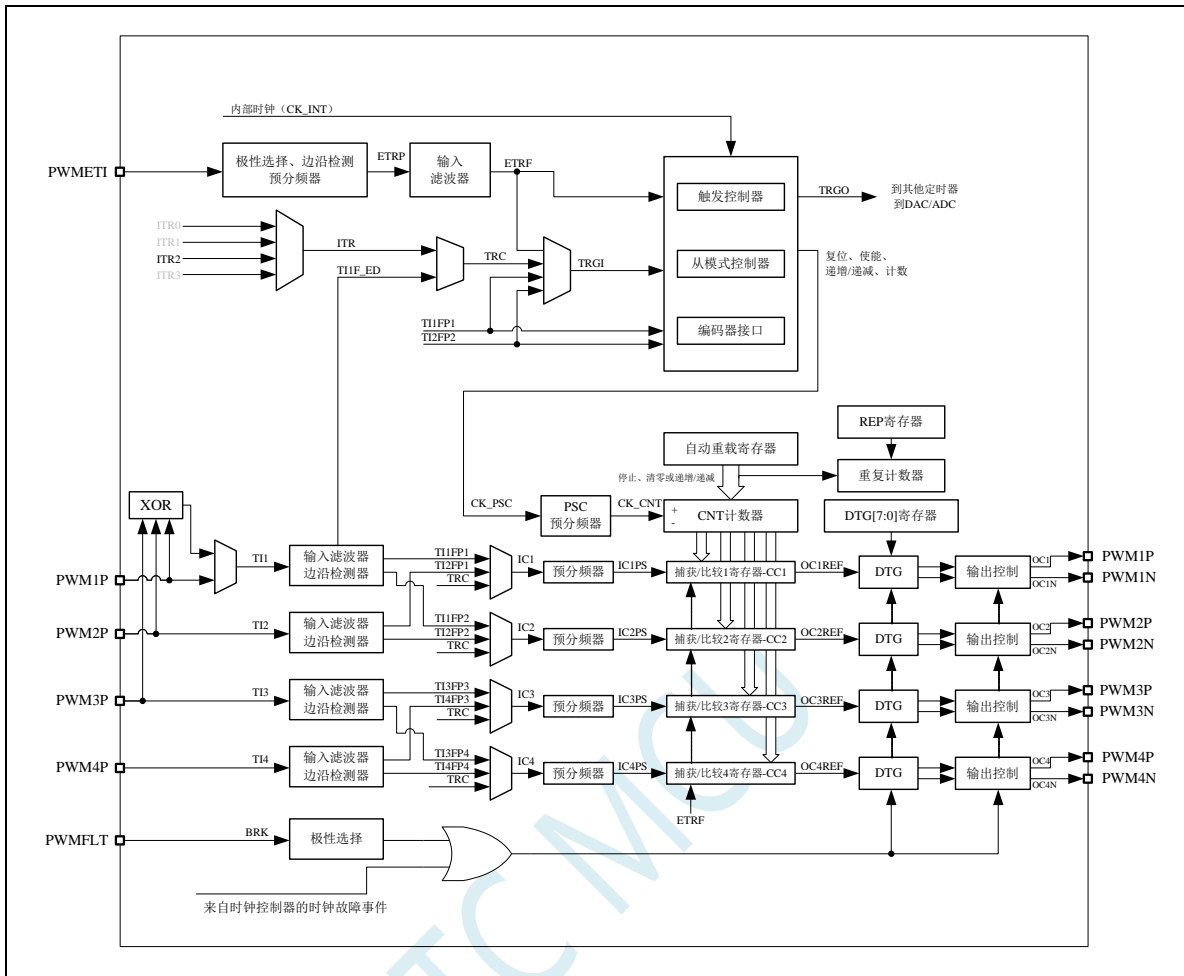 内部时钟（CK_INT）
PWMETI
极性选择、边沿检测
预分频器
ETRP
输入
滤波器
ETRF
触发控制器
TRGO
到其他定时器
到DAC/ADC
ITR0
ITR1
ITR2
ITR3
ITR
TI1F_ED
TRC
TRGI
从模式控制器
复位、使能、
递增/递减、计数
TI1FP1
TI2FP2
编码器接口
REP寄存器
自动重载寄存器
停止、清零或递增/递减
重复计数器
XOR
CK_PSC
PSC
预分频器
CK_CNT
+
-
CNT计数器
DTG[7:0]寄存器
PWM1P
TI1
输入滤波器
边沿检测器
TI1FP1
TI2FP1
TRC
IC1
预分频器
IC1PS
捕获/比较1寄存器-CC1
OC1REF
DTG
输出控制
OC1
OC1N
PWM1P
PWM1N
PWM2P
TI2
输入滤波器
边沿检测器
TI1FP2
TI2FP2
TRC
IC2
预分频器
IC2PS
捕获/比较2寄存器-CC2
OC2REF
DTG
输出控制
OC2
OC2N
PWM2P
PWM2N
PWM3P
TI3
输入滤波器
边沿检测器
TI3FP3
TI4FP3
TRC
IC3
预分频器
IC3PS
捕获/比较3寄存器-CC3
OC3REF
DTG
输出控制
OC3
OC3N
PWM3P
PWM3N
PWM4P
TI4
输入滤波器
边沿检测器
TI3FP4
TI4FP4
TRC
IC4
预分频器
IC4PS
捕获/比较4寄存器-CC4
OC4REF
DTG
输出控制
OC4
OC4N
PWM4P
PWM4N
ETRF
PWMFLT
BRK
极性选择
来自时钟控制器的时钟故障事件
TC MCU